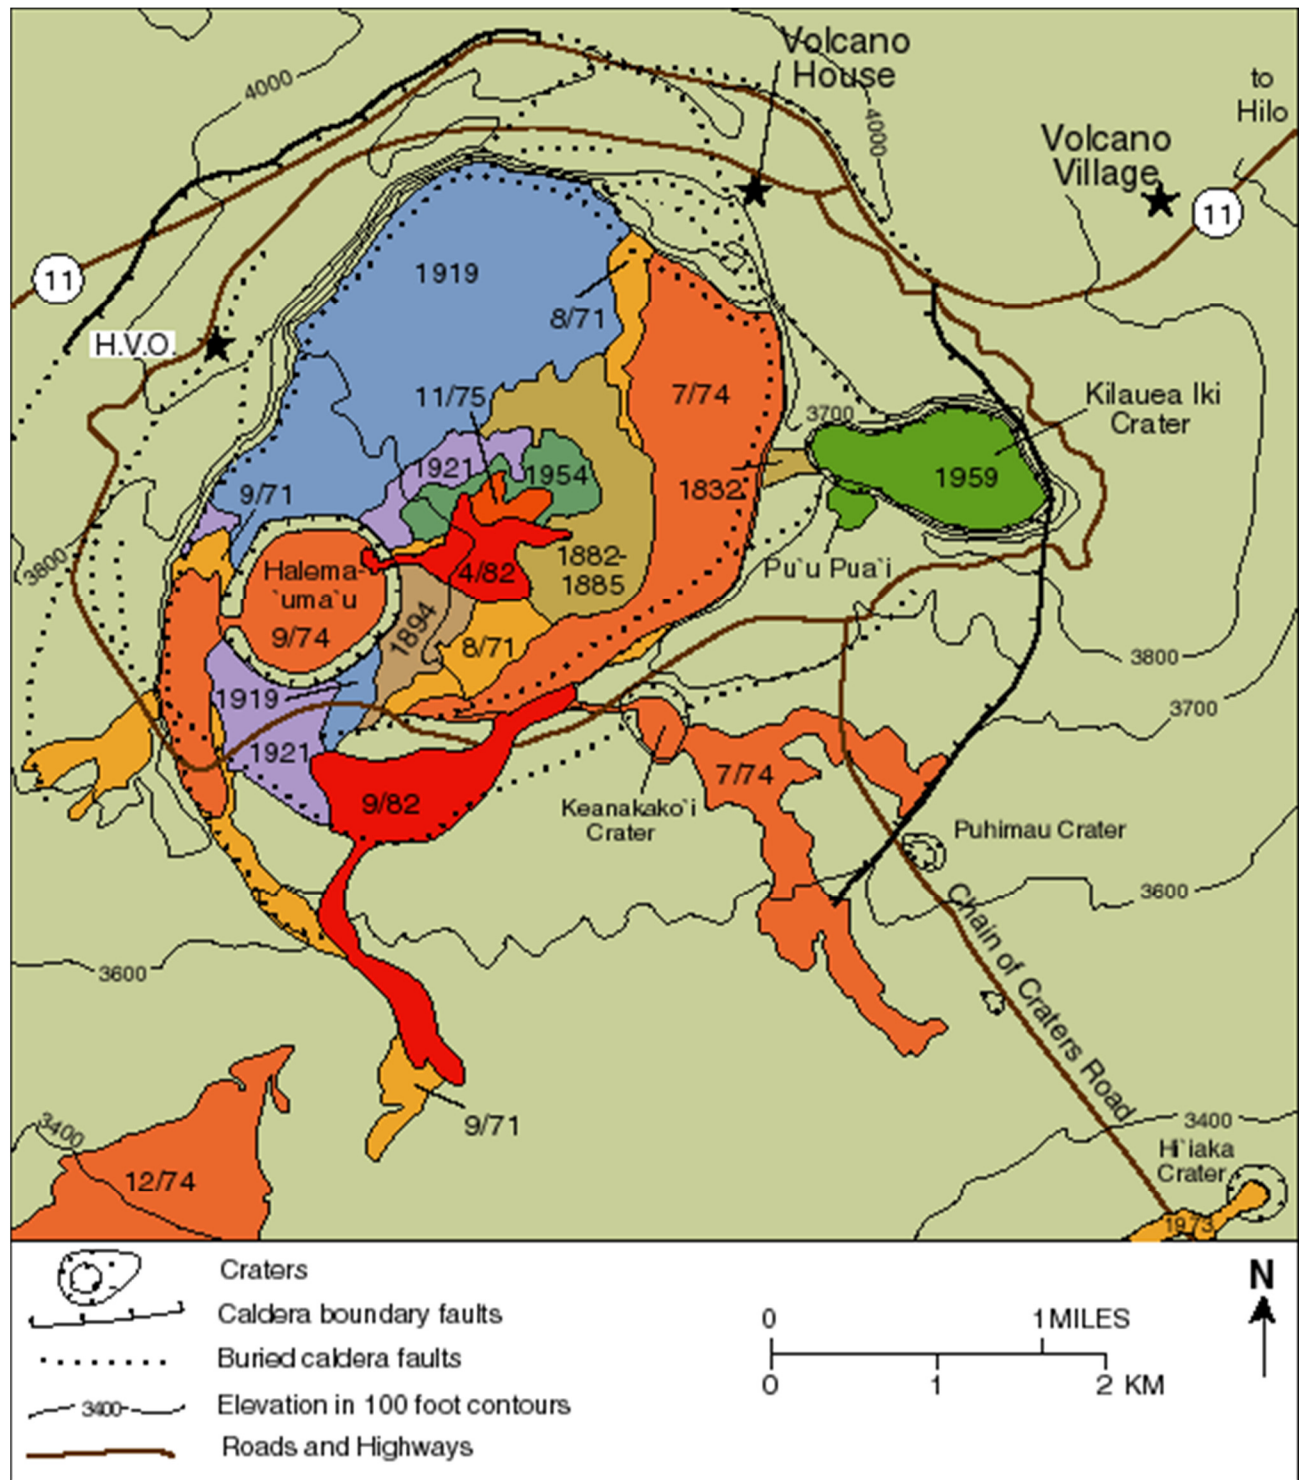 4000
Volcano
House
4000
to
Hilo
Volcano
Village
11
11
1919
8/71
H.V.O.
11/75
7/74
3700
Kilauea Iki
Crater
1921
1954
1959
9/71
1832
3800
Halema-
`uma`u
9/74
4/82
1882-
1885
Pu`u Pua`i
1894
8/71
3800
1919
3700
1921
7/74
9/82
Keanakako`i
Crater
Puhimau Crater
3600
Chain of Craters Road
3600
9/71
3400
3400
Hi`iaka
Crater
12/74
1973
Craters
Caldera boundary faults
Buried caldera faults
3400
Elevation in 100 foot contours
Roads and Highways
0
1 MILES
0
1
2 KM
N